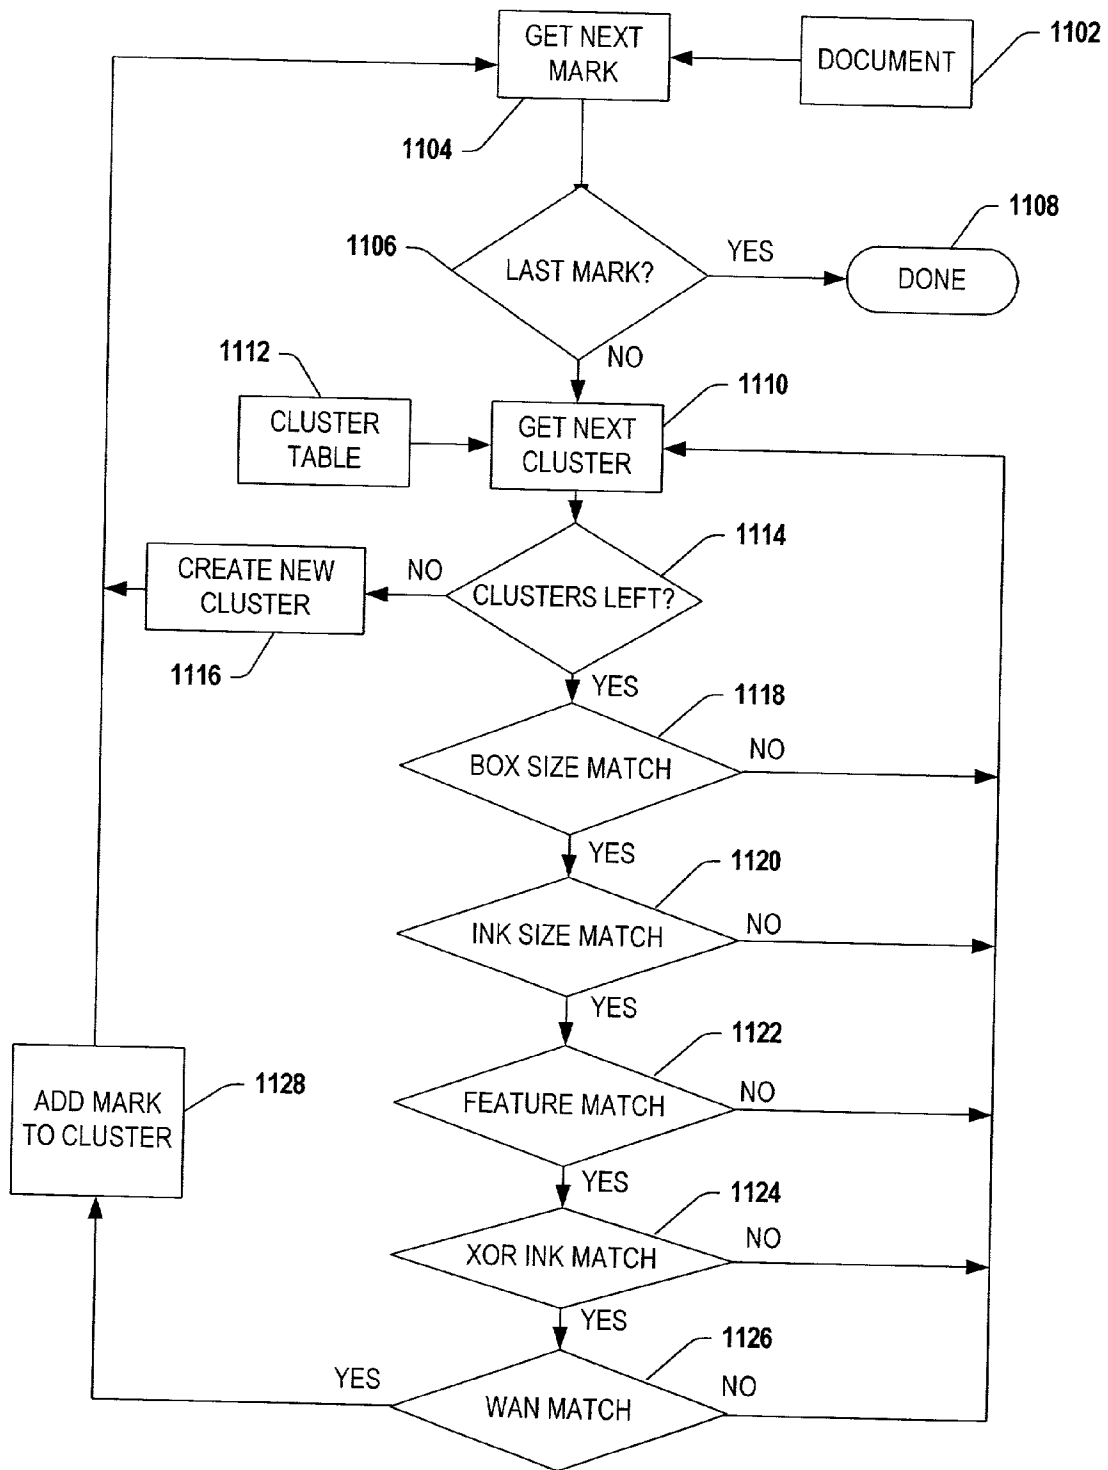 GET NEXT
MARK
DOCUMENT
1102
1104
1106
LAST MARK?
YES
1108
DONE
NO
1112
CLUSTER
TABLE
1110
GET NEXT
CLUSTER
1114
CREATE NEW
CLUSTER
NO
CLUSTERS LEFT?
1116
YES
1118
BOX SIZE MATCH
NO
YES
1120
INK SIZE MATCH
NO
YES
1122
FEATURE MATCH
NO
ADD MARK
TO CLUSTER
1128
YES
1124
XOR INK MATCH
NO
YES
1126
YES
WAN MATCH
NO